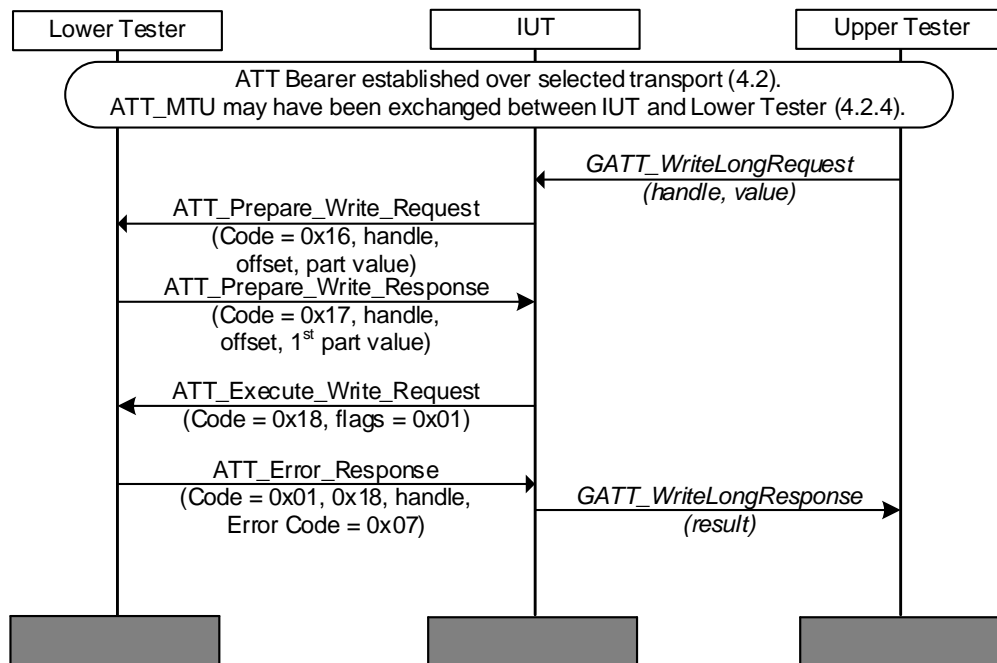 Lower Tester
IUT
Upper Tester
ATT Bearer established over selected transport (4.2).
ATT_MTU may have been exchanged between IUT and Lower Tester (4.2.4).
GATT_WriteLongRequest
(handle, value)
ATT_Prepare_Write_Request
(Code = 0x16, handle,
offset, part value)
ATT_Prepare_Write_Response
(Code = 0x17, handle,
offset, 1st part value)
ATT_Execute_Write_Request
(Code = 0x18, flags = 0x01)
ATT_Error_Response
(Code = 0x01, 0x18, handle,
Error Code = 0x07)
GATT_WriteLongResponse
(result)